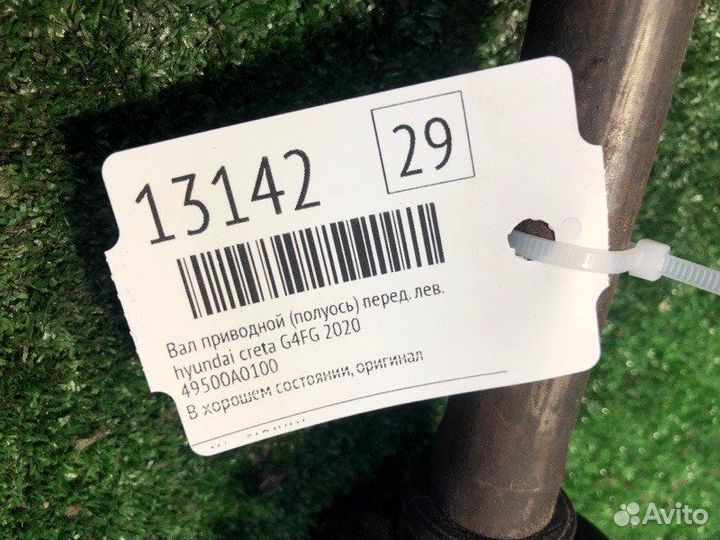 13142
29
Вал приводной (полуось) перед. лев.
hyundai creta G4FG 2020
49500A0100
В хорошем состоянии, оригинал
Avito